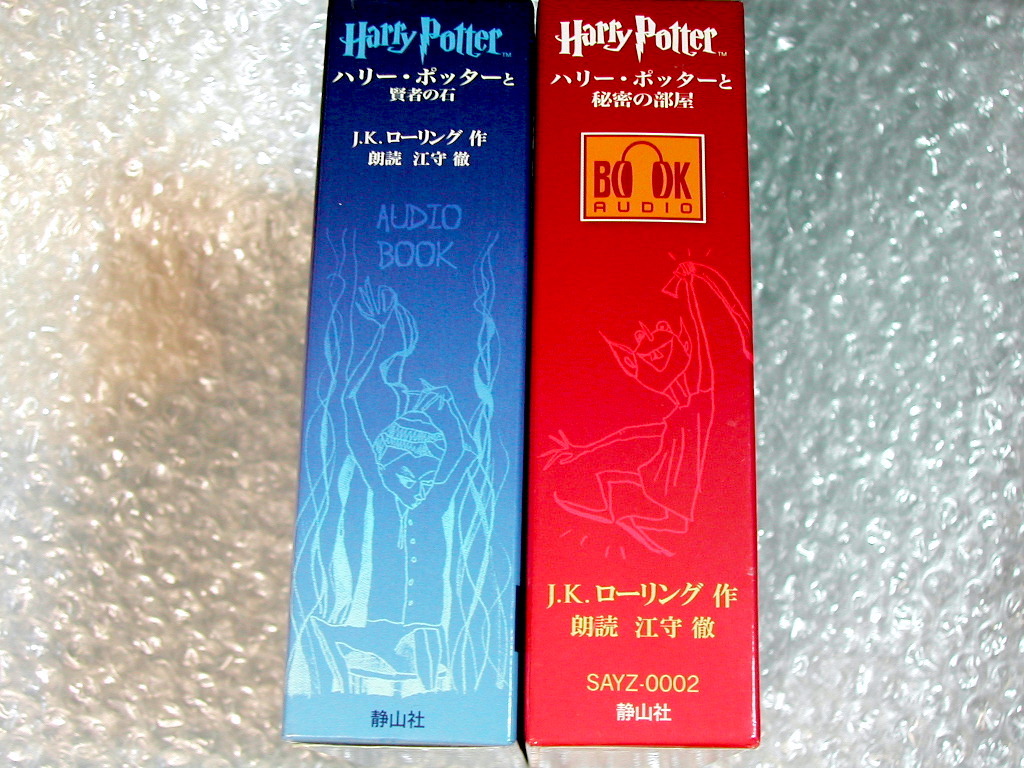 Harry Potter™
ハリー・ポッターと
賢者の石
J.K. ローリング 作
朗読 江守 徹
AUDIO
BOOK
静山社
Harry Potter™
ハリー・ポッターと
秘密の部屋
BOOK
AUDIO
J.K. ローリング 作
朗読 江守 徹
SAYZ-0002
静山社